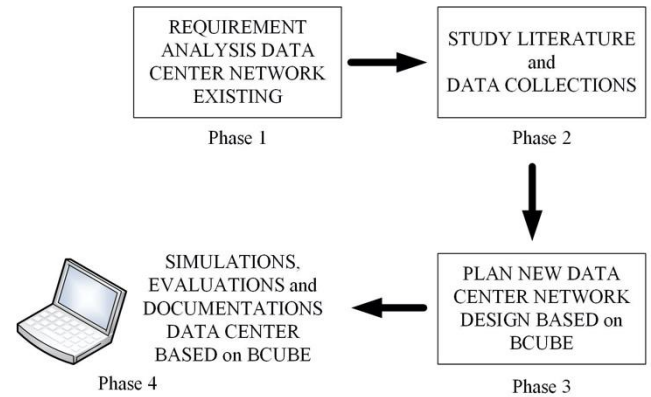 REQUIREMENT
ANALYSIS DATA
CENTER NETWORK
EXISTING
Phase 1
STUDY LITERATURE
and
DATA COLLECTIONS
Phase 2
PLAN NEW DATA
CENTER NETWORK
DESIGN BASED on
BCUBE
Phase 3
SIMULATIONS,
EVALUATIONS and
DOCUMENTATIONS
DATA CENTER
BASED on BCUBE
Phase 4